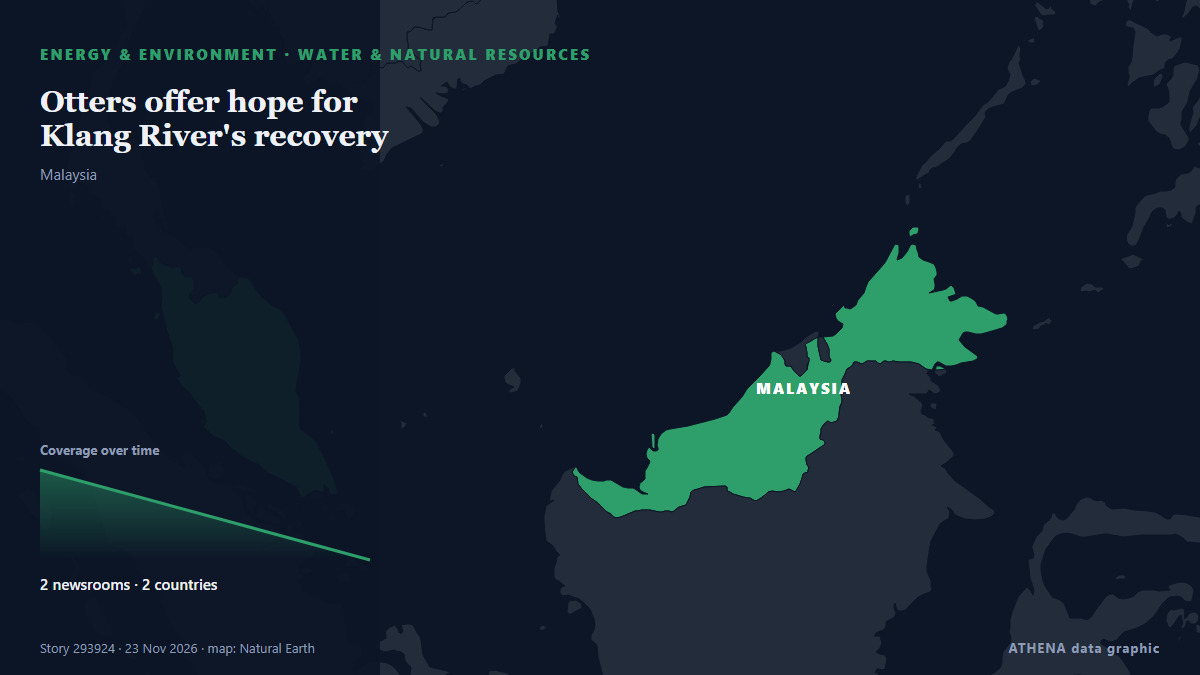 ENERGY & ENVIRONMENT · WATER & NATURAL RESOURCES
Otters offer hope for
Klang River's recovery
Malaysia
MALAYSIA
Coverage over time
2 newsrooms · 2 countries
Story 293924 · 23 Nov 2026 · map: Natural Earth
ATHENA data graphic